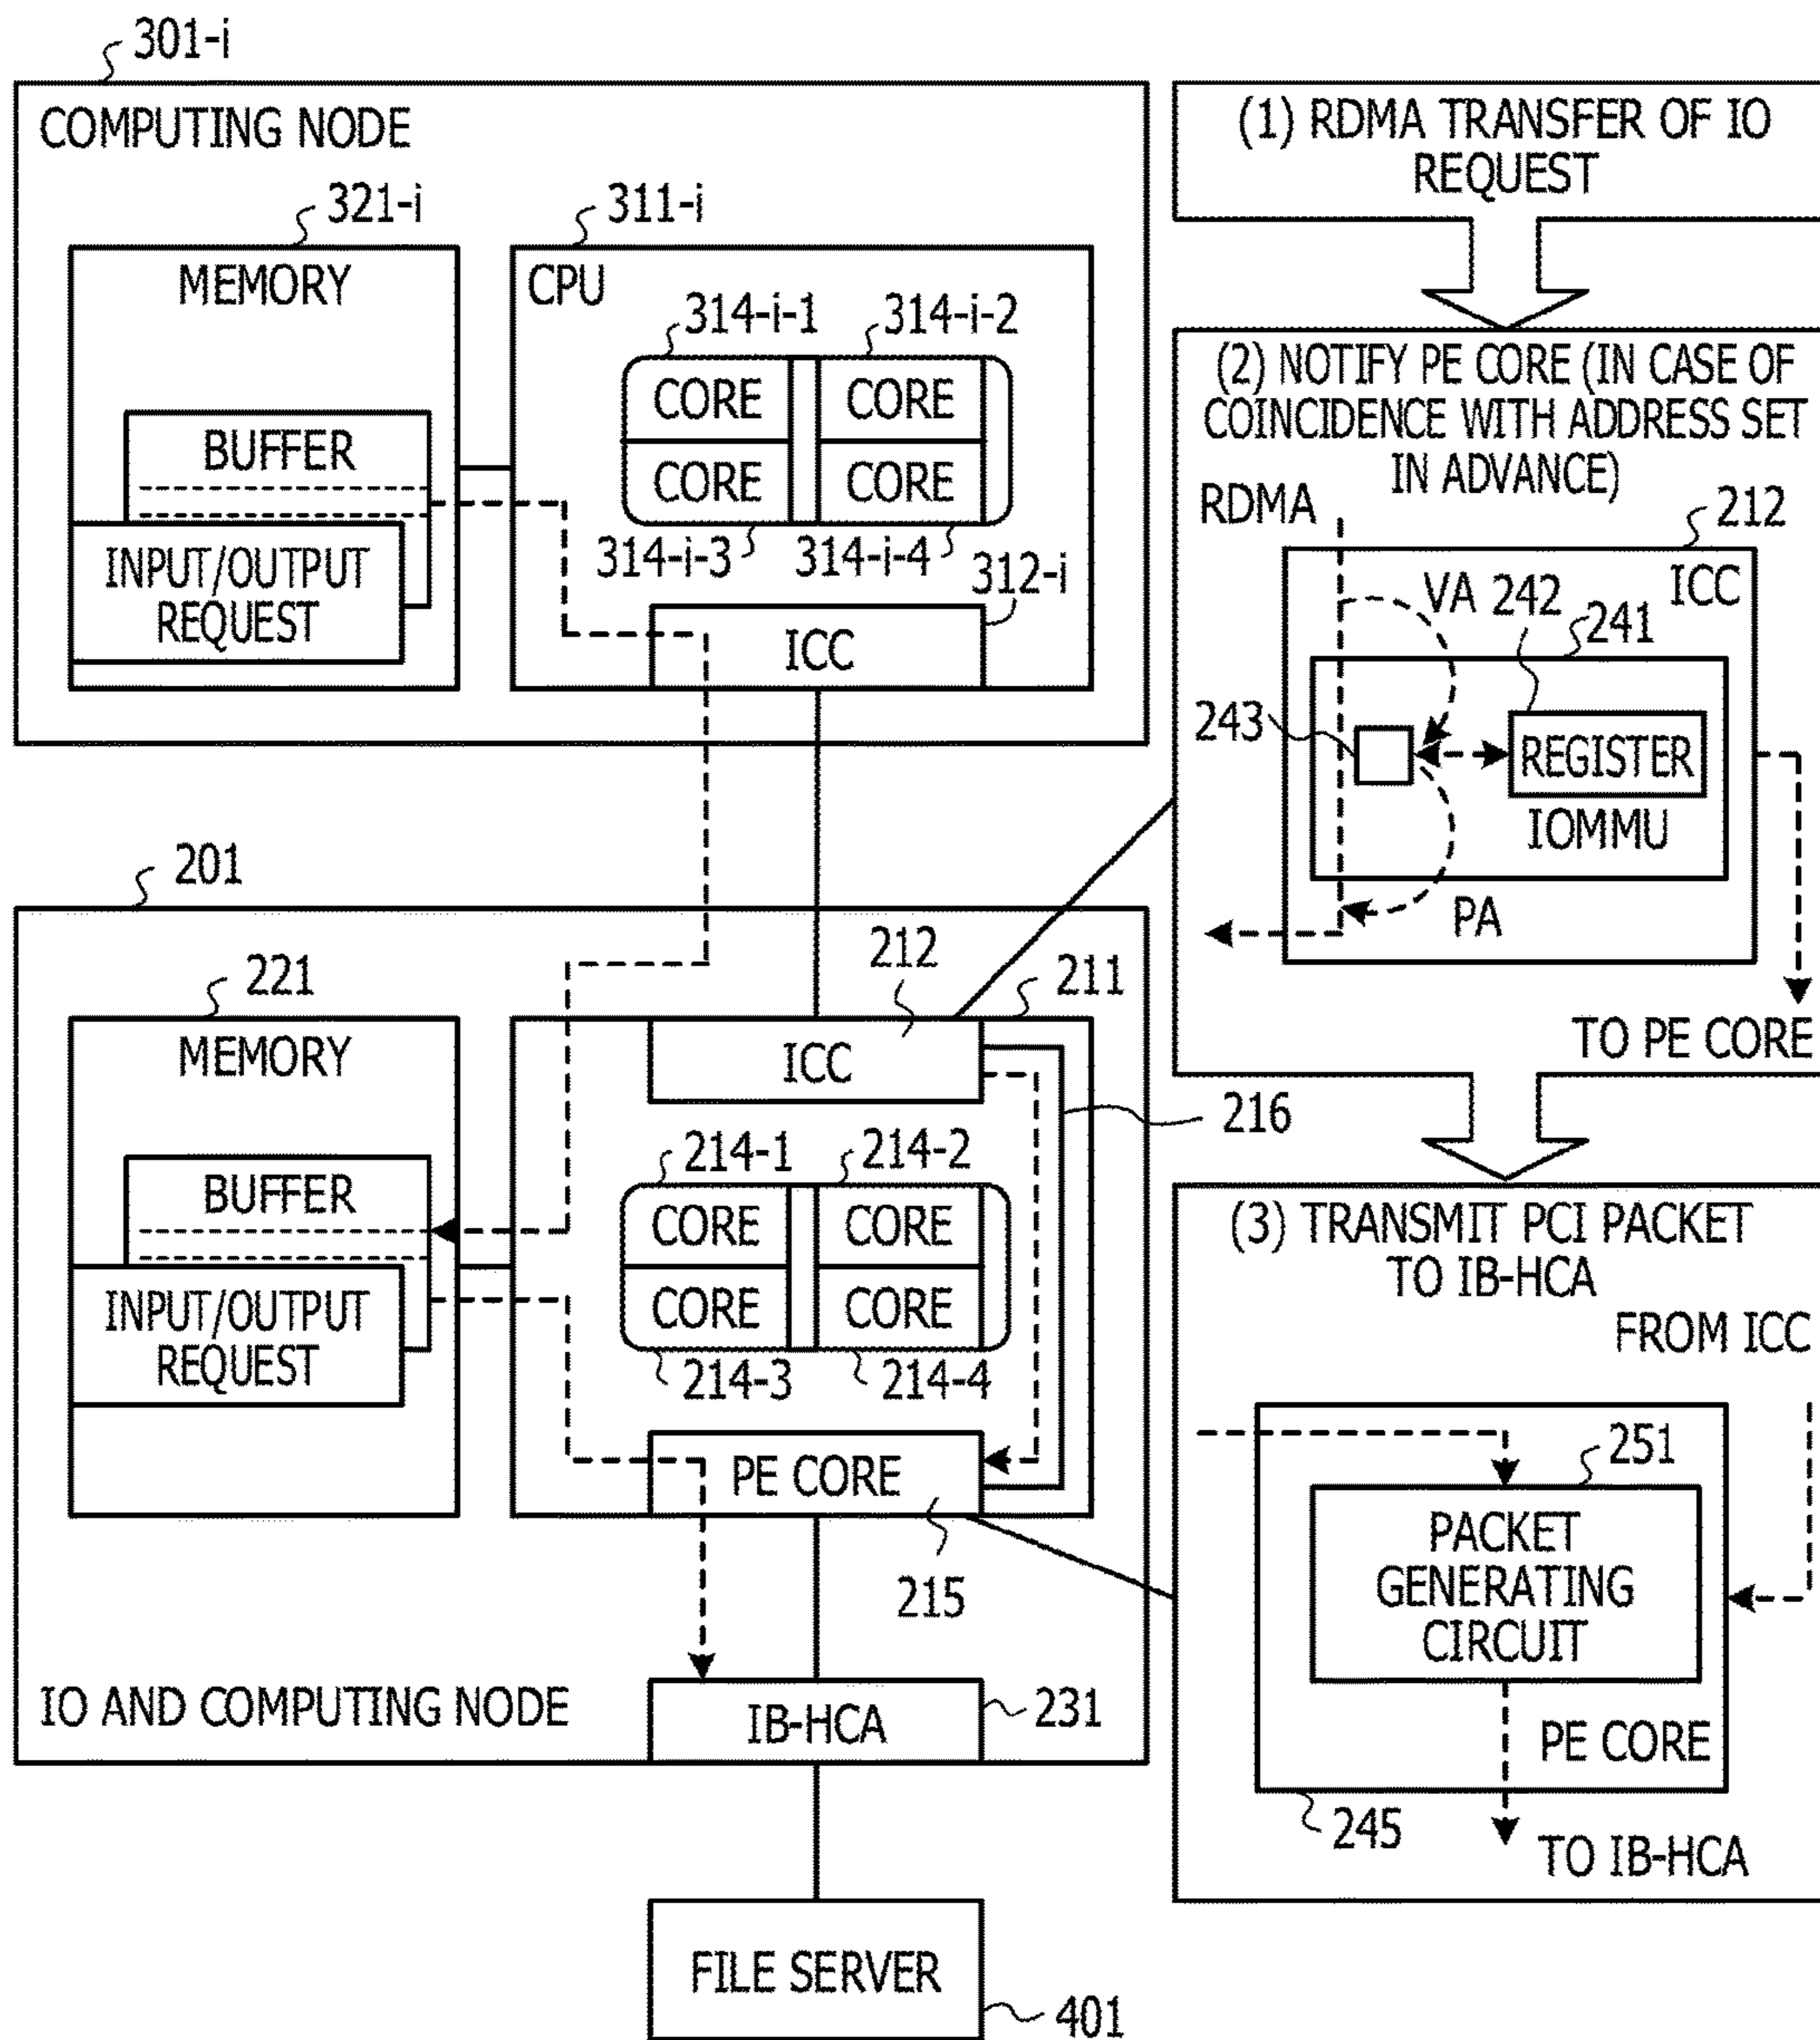 301-i
COMPUTING NODE
321-i
311-i
MEMORY
CPU
314-i-1
314-i-2
CORE
CORE
CORE
CORE
314-i-3
314-i-4
BUFFER
INPUT/OUTPUT
REQUEST
312-i
ICC
201
221
212
211
MEMORY
ICC
216
214-1
214-2
BUFFER
CORE
CORE
CORE
CORE
INPUT/OUTPUT
REQUEST
214-3
214-4
PE CORE
215
IO AND COMPUTING NODE
IB-HCA
231
FILE SERVER
401
(1) RDMA TRANSFER OF IO
REQUEST
(2) NOTIFY PE CORE (IN CASE OF
COINCIDENCE WITH ADDRESS SET
IN ADVANCE)
RDMA
212
VA
242
ICC
241
243
REGISTER
IOMMU
PA
TO PE CORE
(3) TRANSMIT PCI PACKET
TO IB-HCA
FROM ICC
251
PACKET
GENERATING
CIRCUIT
PE CORE
245
TO IB-HCA